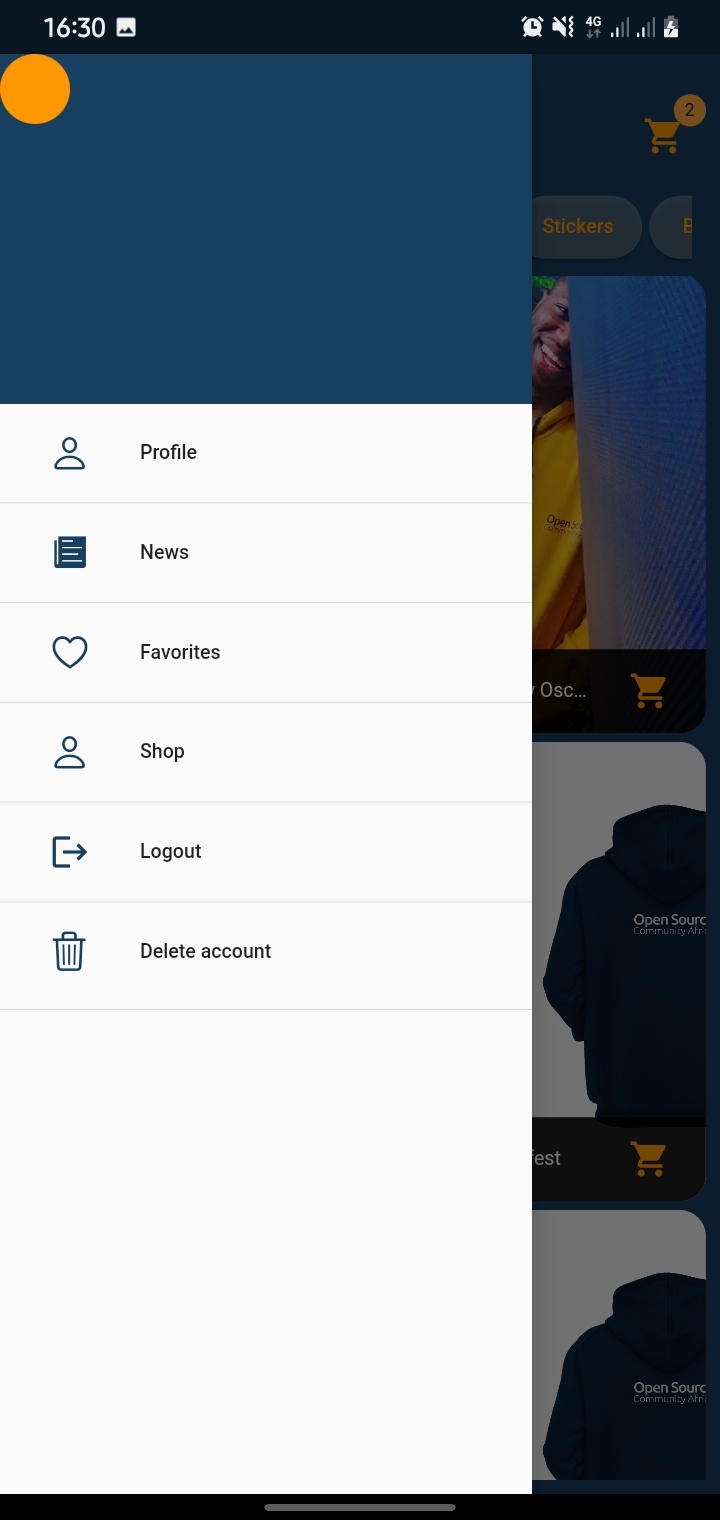 16:30
4G
2
Stickers
Profile
News
Open
Favorites
Osc...
Shop
Logout
Open Sourc
Community Afri
Delete account
fest
Open Sourc
Community Afri